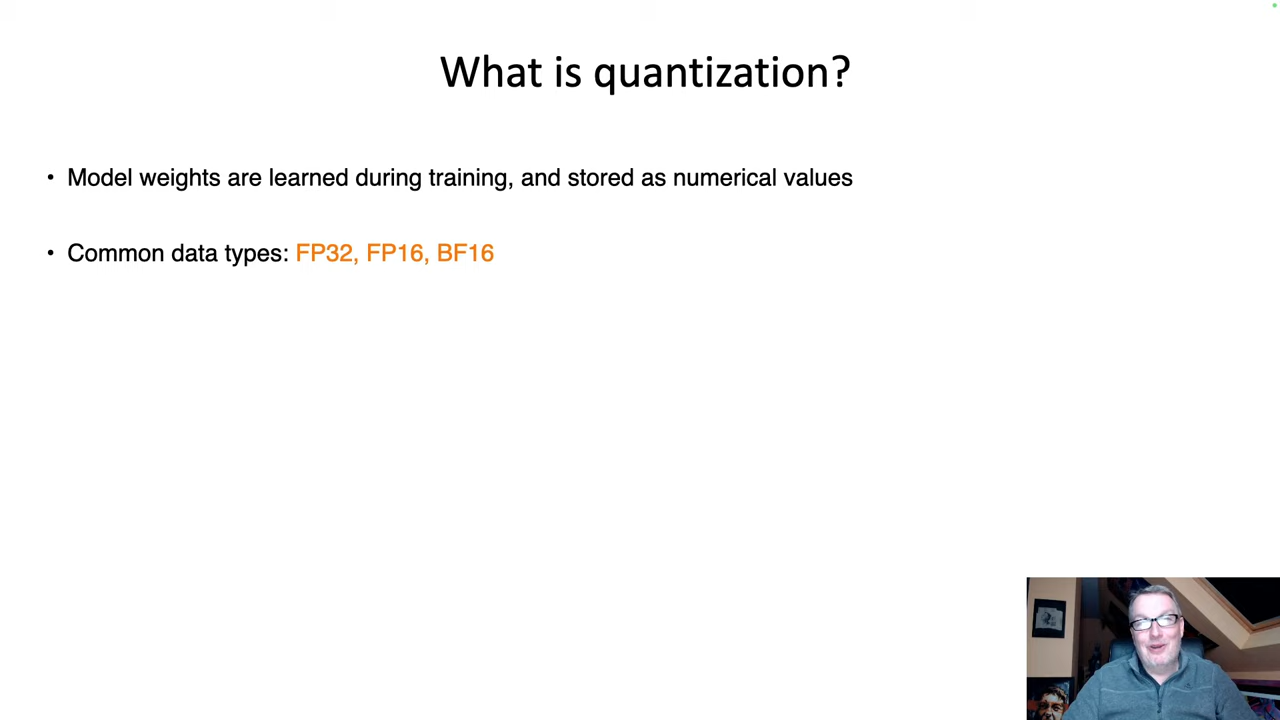 What is quantization?
• Model weights are learned during training, and stored as numerical values
• Common data types: FP32, FP16, BF16